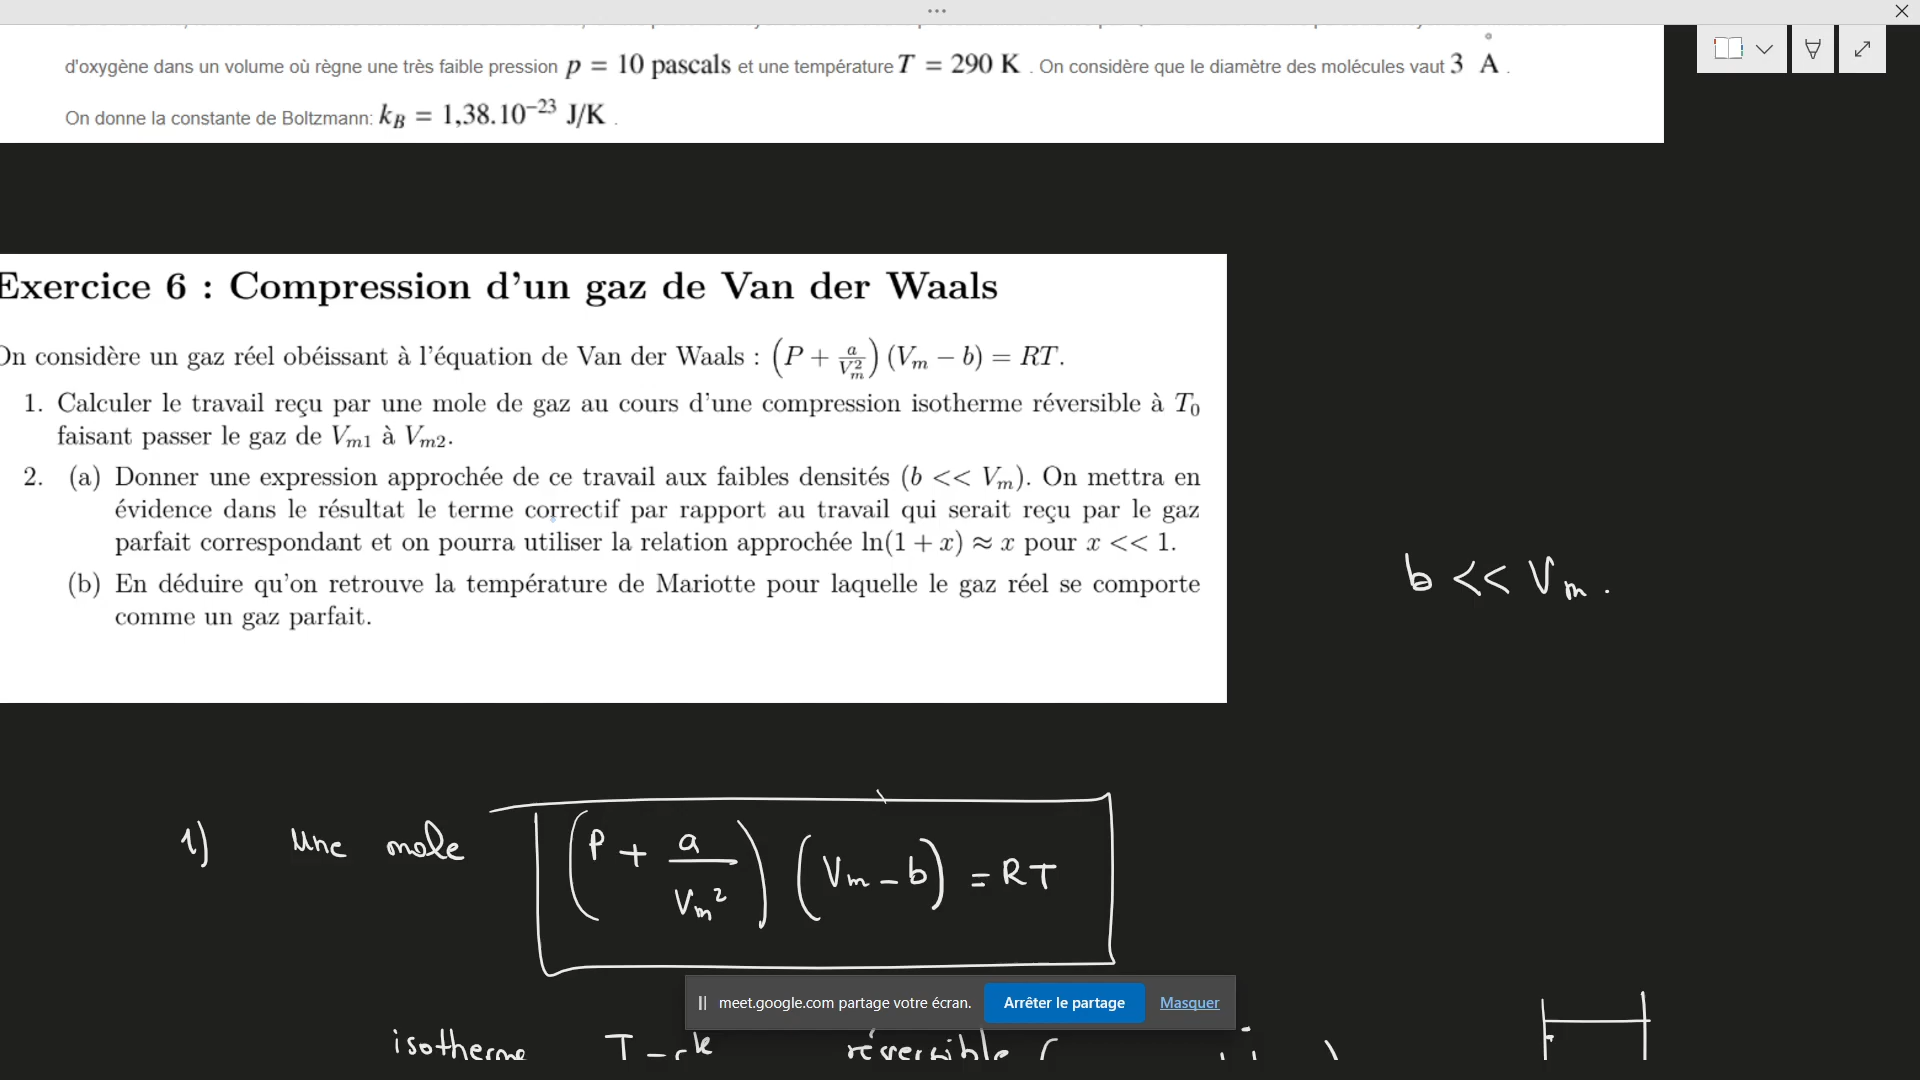 d'oxygène dans un volume où règne une très faible pression p = 10 pascals et une température T = 290 K . On considère que le diamètre des molécules vaut 3 Å .
On donne la constante de Boltzmann: k_B = 1,38.10^{-23} J/K .
Exercice 6 : Compression d'un gaz de Van der Waals
On considère un gaz réel obéissant à l'équation de Van der Waals : (P + a/V_m^2) (V_m − b) = RT.
1. Calculer le travail reçu par une mole de gaz au cours d'une compression isotherme réversible à T_0
faisant passer le gaz de V_{m1} à V_{m2}.
2. (a) Donner une expression approchée de ce travail aux faibles densités (b << V_m). On mettra en
évidence dans le résultat le terme correctif par rapport au travail qui serait reçu par le gaz
parfait correspondant et on pourra utiliser la relation approchée ln(1 + x) ≈ x pour x << 1.
(b) En déduire qu'on retrouve la température de Mariotte pour laquelle le gaz réel se comporte
comme un gaz parfait.
b << V_m .
1) Une mole (P + a/V_m^2) (V_m − b) = RT
meet.google.com partage votre écran. Arrêter le partage Masquer
isotherme réversible (